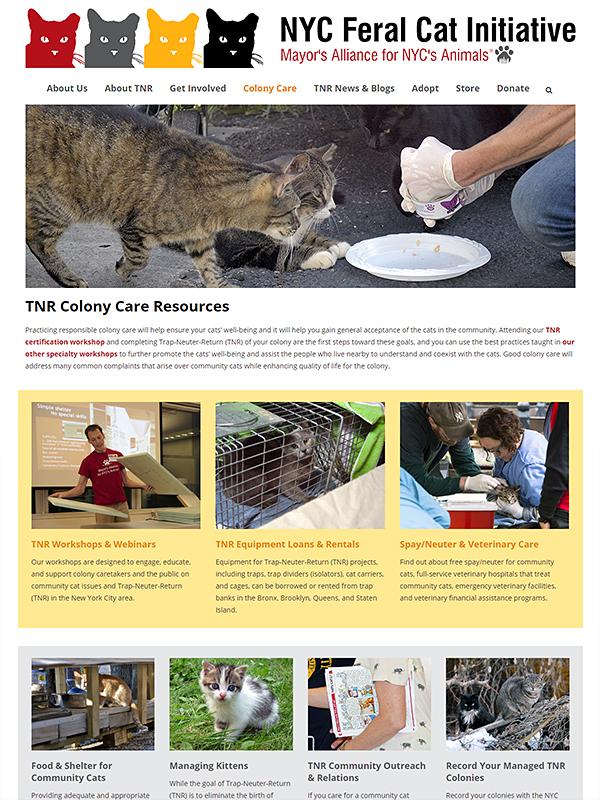 NYC Feral Cat Initiative
Mayor's Alliance for NYC's Animals®
About Us About TNR Get Involved Colony Care TNR News & Blogs Adopt Store Donate
TNR Colony Care Resources
Practicing responsible colony care will help ensure your cats' well-being and it will help you gain general acceptance of the cats in the community. Attending our TNR
certification workshop and completing Trap-Neuter-Return (TNR) of your colony are the first steps toward these goals, and you can use the best practices taught in our
other specialty workshops to further promote the cats' well-being and assist the people who live nearby to understand and coexist with the cats. Good colony care will
address many common complaints that arise over community cats while enhancing quality of life for the colony.
Simple shelter
No special skills
TNR Workshops & Webinars
Our workshops are designed to engage, educate,
and support colony caretakers and the public on
community cat issues and Trap-Neuter-Return
(TNR) in the New York City area.
TNR Equipment Loans & Rentals
Equipment for Trap-Neuter-Return (TNR) projects,
including traps, trap dividers (isolators), cat carriers,
and cages, can be borrowed or rented from trap
banks in the Bronx, Brooklyn, Queens, and Staten
Island.
Spay/Neuter & Veterinary Care
Find out about free spay/neuter for community
cats, full-service veterinary hospitals that treat
community cats, emergency veterinary facilities,
and veterinary financial assistance programs.
Food & Shelter for
Community Cats
Providing adequate and appropriate
Managing Kittens
While the goal of Trap-Neuter-Return
(TNR) is to eliminate the birth of
TNR Community Outreach
& Relations
If you care for a community cat
Record Your Managed TNR
Colonies
Record your colonies with the NYC